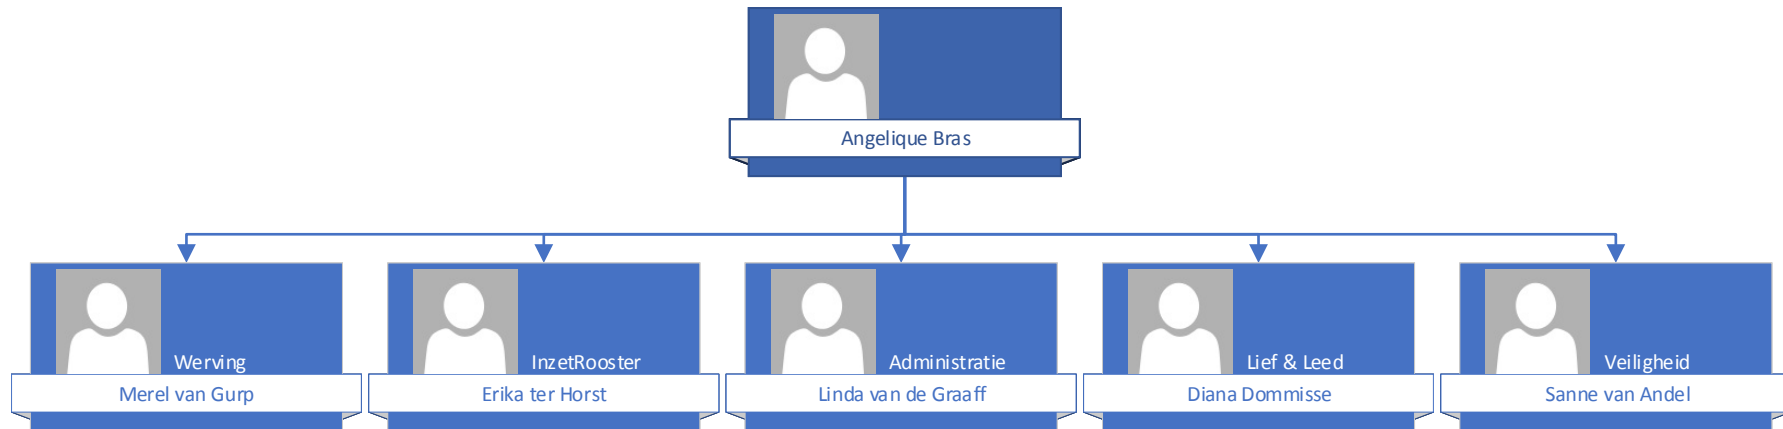 Angelique Bras
Werving
Merel van Gurp
InzetRooster
Erika ter Horst
Administratie
Linda van de Graaff
Lief & Leed
Diana Dommisse
Veiligheid
Sanne van Andel